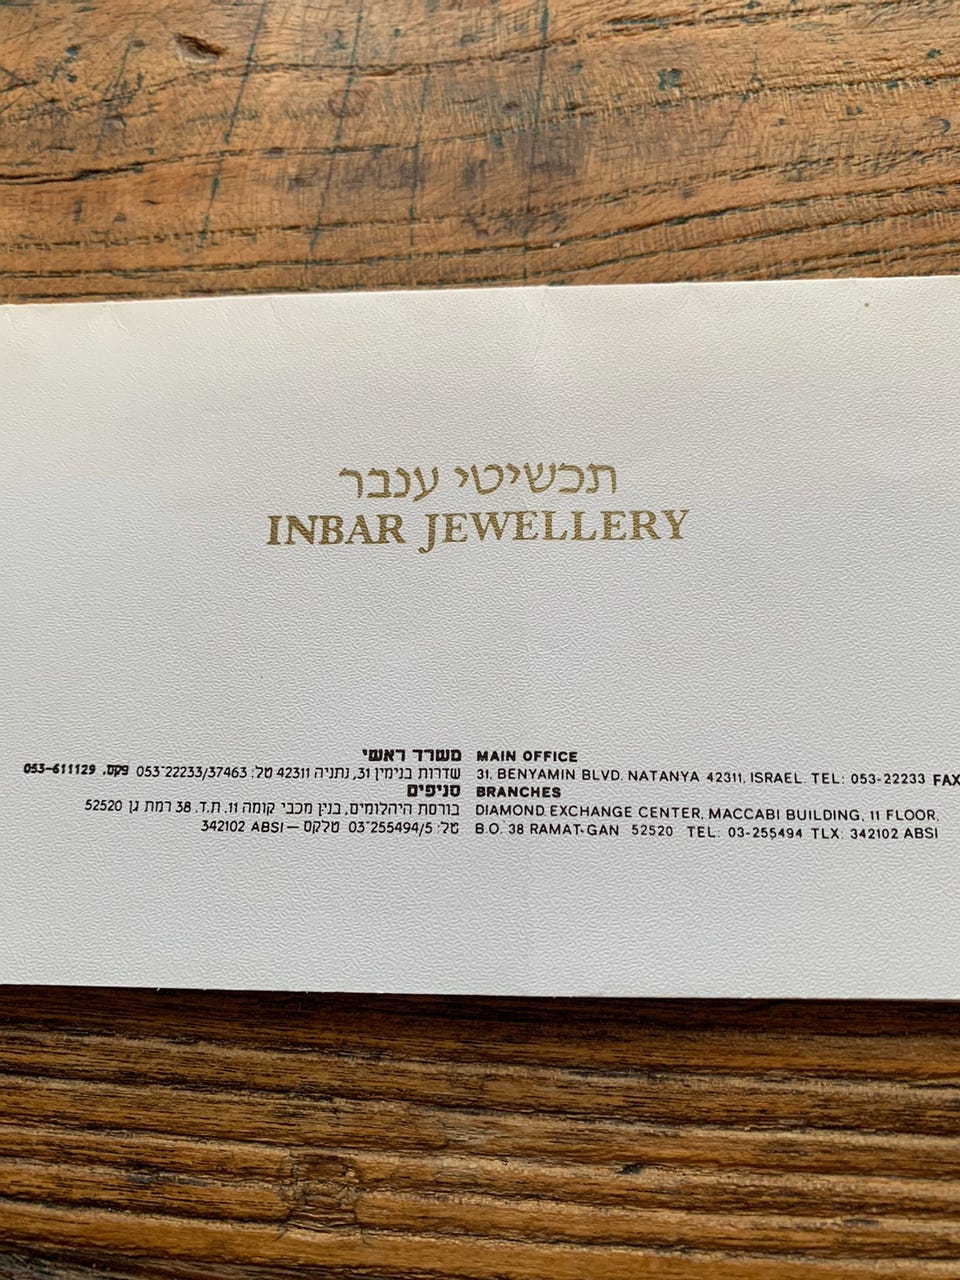 תכשיטי ענבר
INBAR JEWELLERY
משרד ראשי
שדרות בנימין 31, נתניה 42311 טל: 053-22233/37463 פקס. 053-611129
סניפים
בורסת היהלומים, בנין מכבי קומה 11, ת.ד. 38 רמת גן 52520
טל: 03-255494/5 טלקס – 342102 ABSI
MAIN OFFICE
31, BENYAMIN BLVD. NATANYA 42311, ISRAEL. TEL: 053-22233 FAX
BRANCHES
DIAMOND EXCHANGE CENTER, MACCABI BUILDING, 11 FLOOR,
B.O. 38 RAMAT-GAN 52520 TEL: 03-255494 TLX: 342102 ABSI